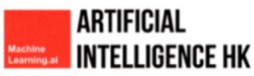 Machine
Learning.ai
ARTIFICIAL
INTELLIGENCE HK